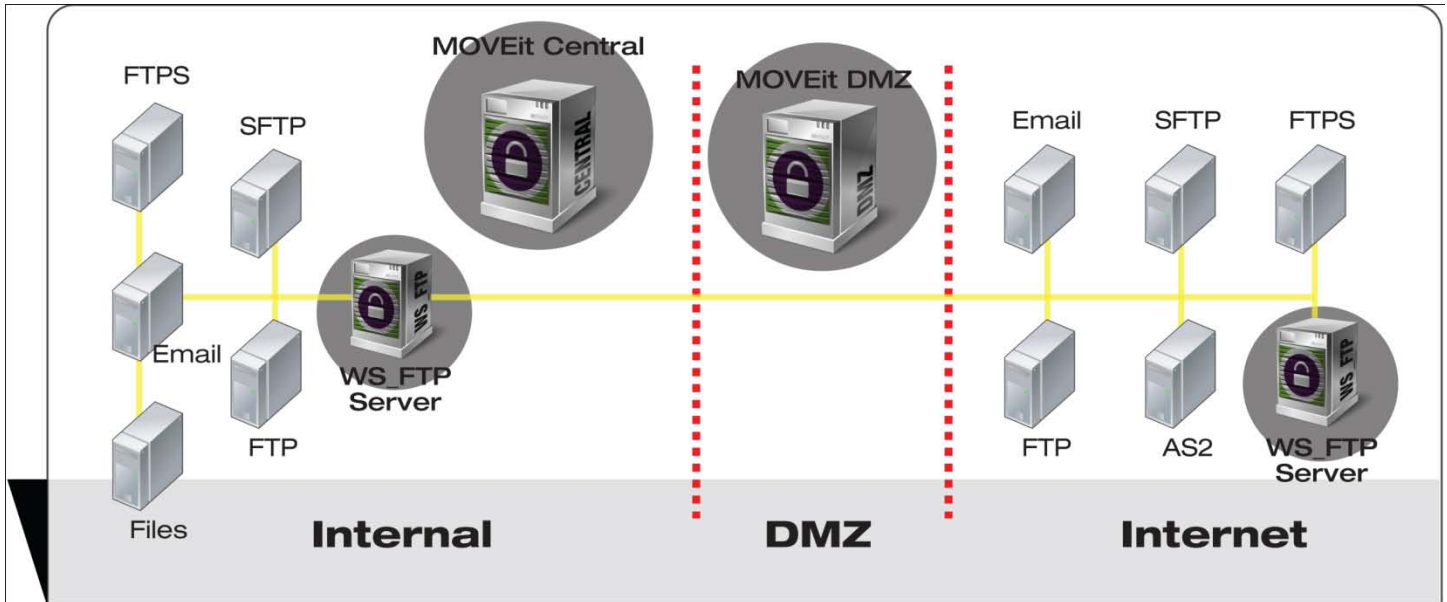 MOVEit Central
MOVEit DMZ
FTPS
SFTP
Email
SFTP
FTPS
CENTRAL
DMZ
WS_FTP
Email
WS_FTP
Server
FTP
Files
WS_FTP
FTP
AS2
WS_FTP
Server
Internal
DMZ
Internet